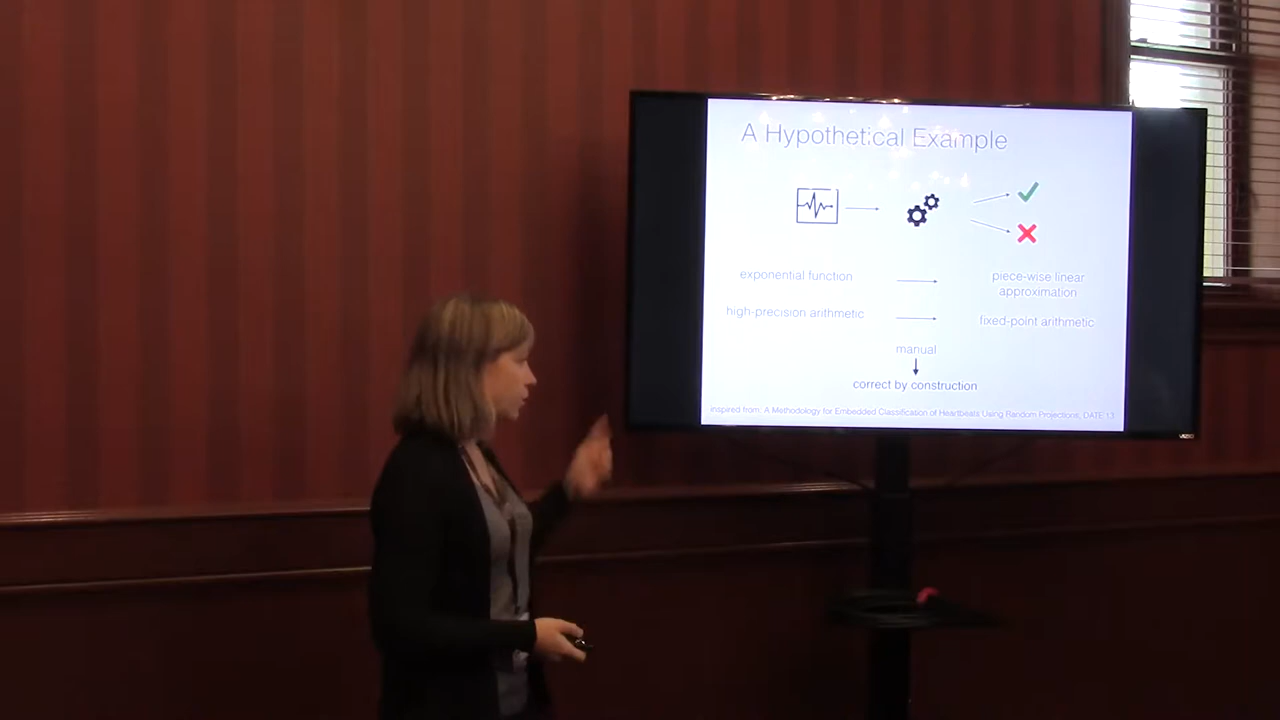 A Hypothetical Example
exponential function
piece-wise linear
approximation
high-precision arithmetic
fixed-point arithmetic
manual
correct by construction
inspired from: A Methodology for Embedded Classification of Heartbeats Using Random Projections, DATE 13
VIZIO